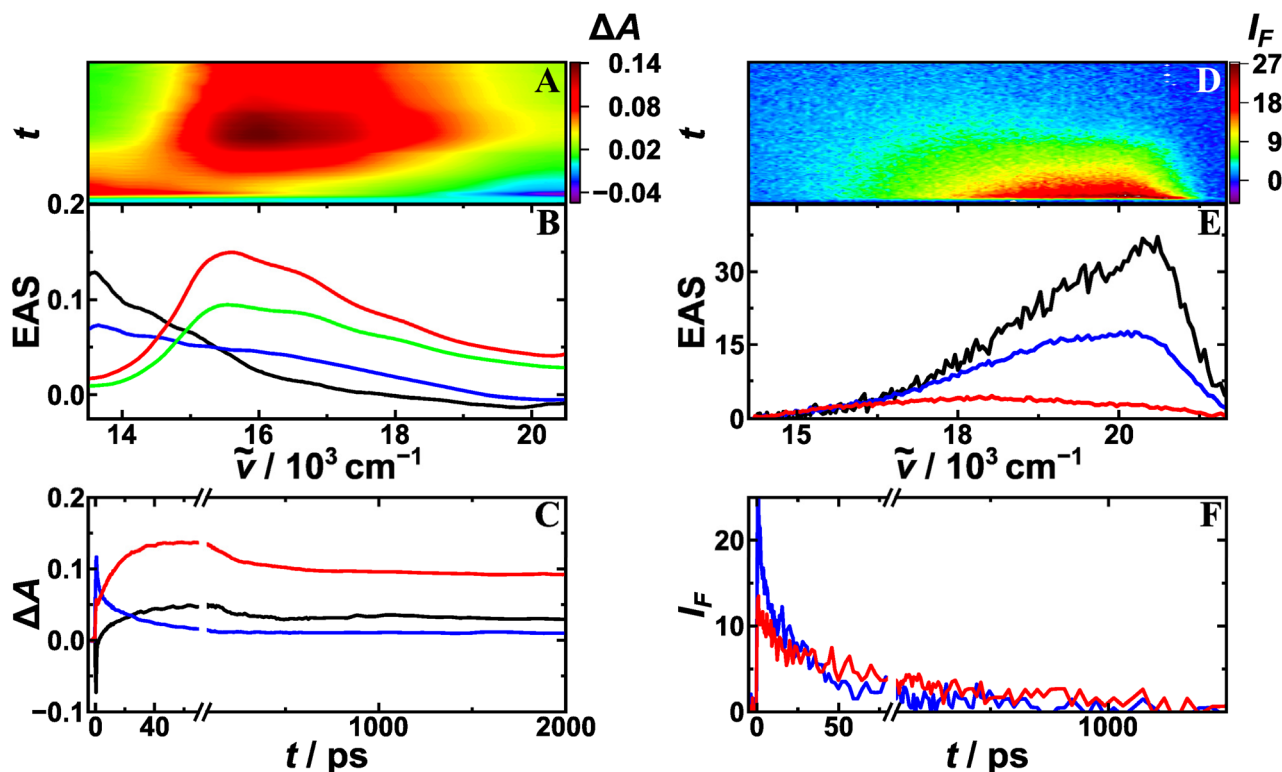 ΔA
A
t
0.14
0.08
0.02
−0.04
I_F
D
t
27
18
9
0
B
EAS
0.2
0.1
0.0
14 16 18 20
ṽ / 10³ cm⁻¹
E
EAS
30
15
0
15 18 20
ṽ / 10³ cm⁻¹
C
ΔA
0.2
0.1
0.0
−0.1
0 40 1000 2000
t / ps
F
I_F
20
10
0
0 25 50 1000
t / ps